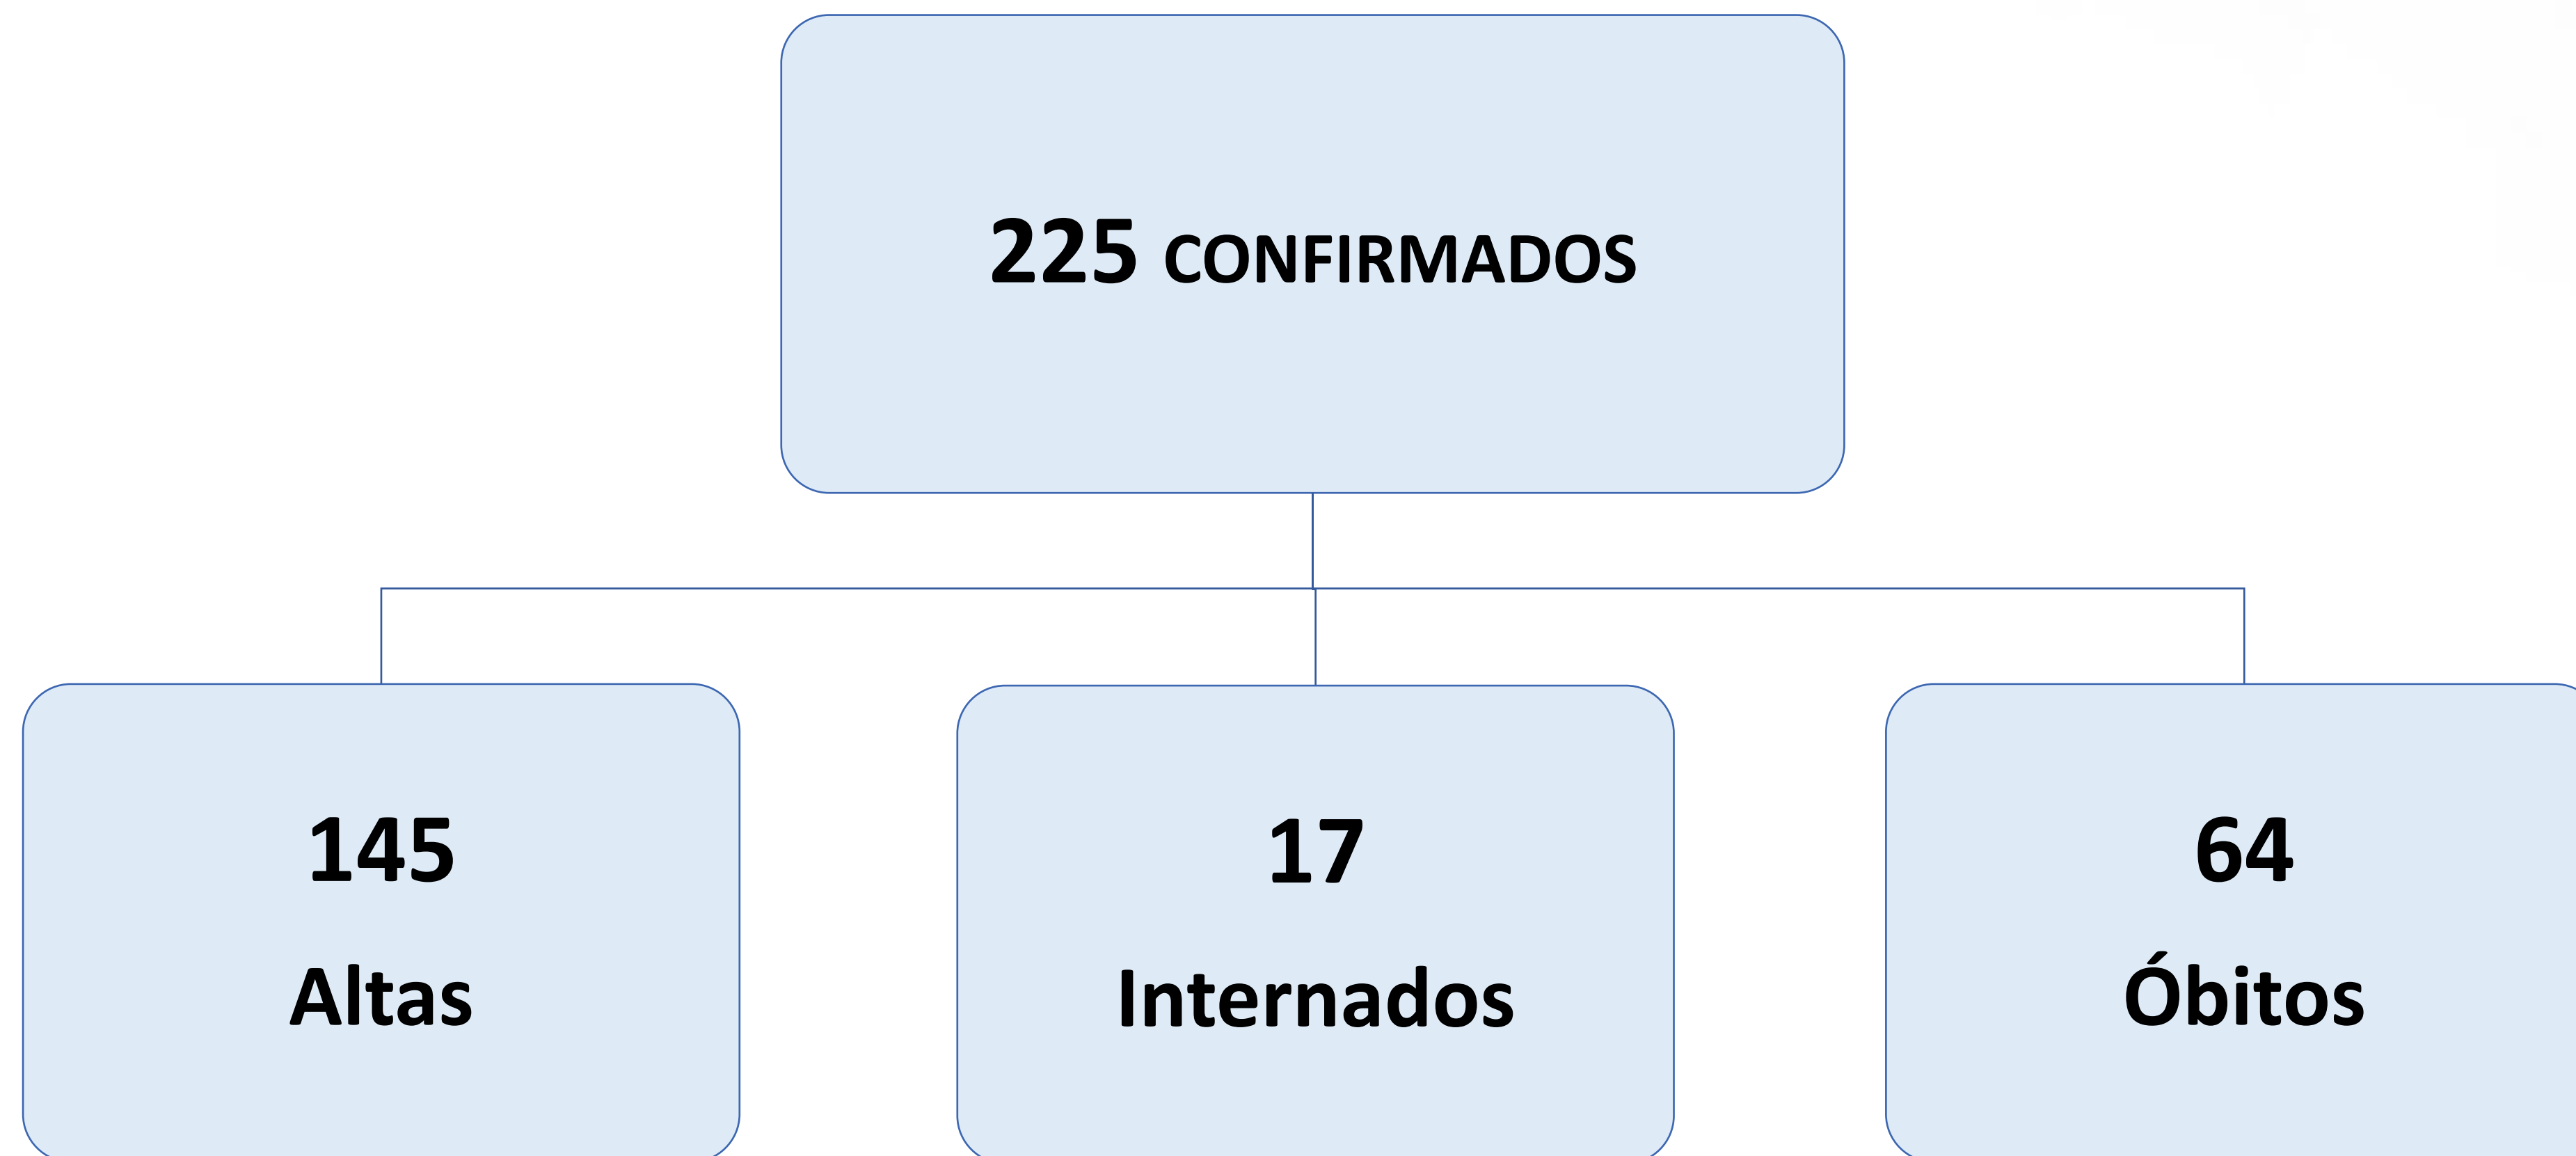 225 CONFIRMADOS
145
Altas
17
Internados
64
Óbitos